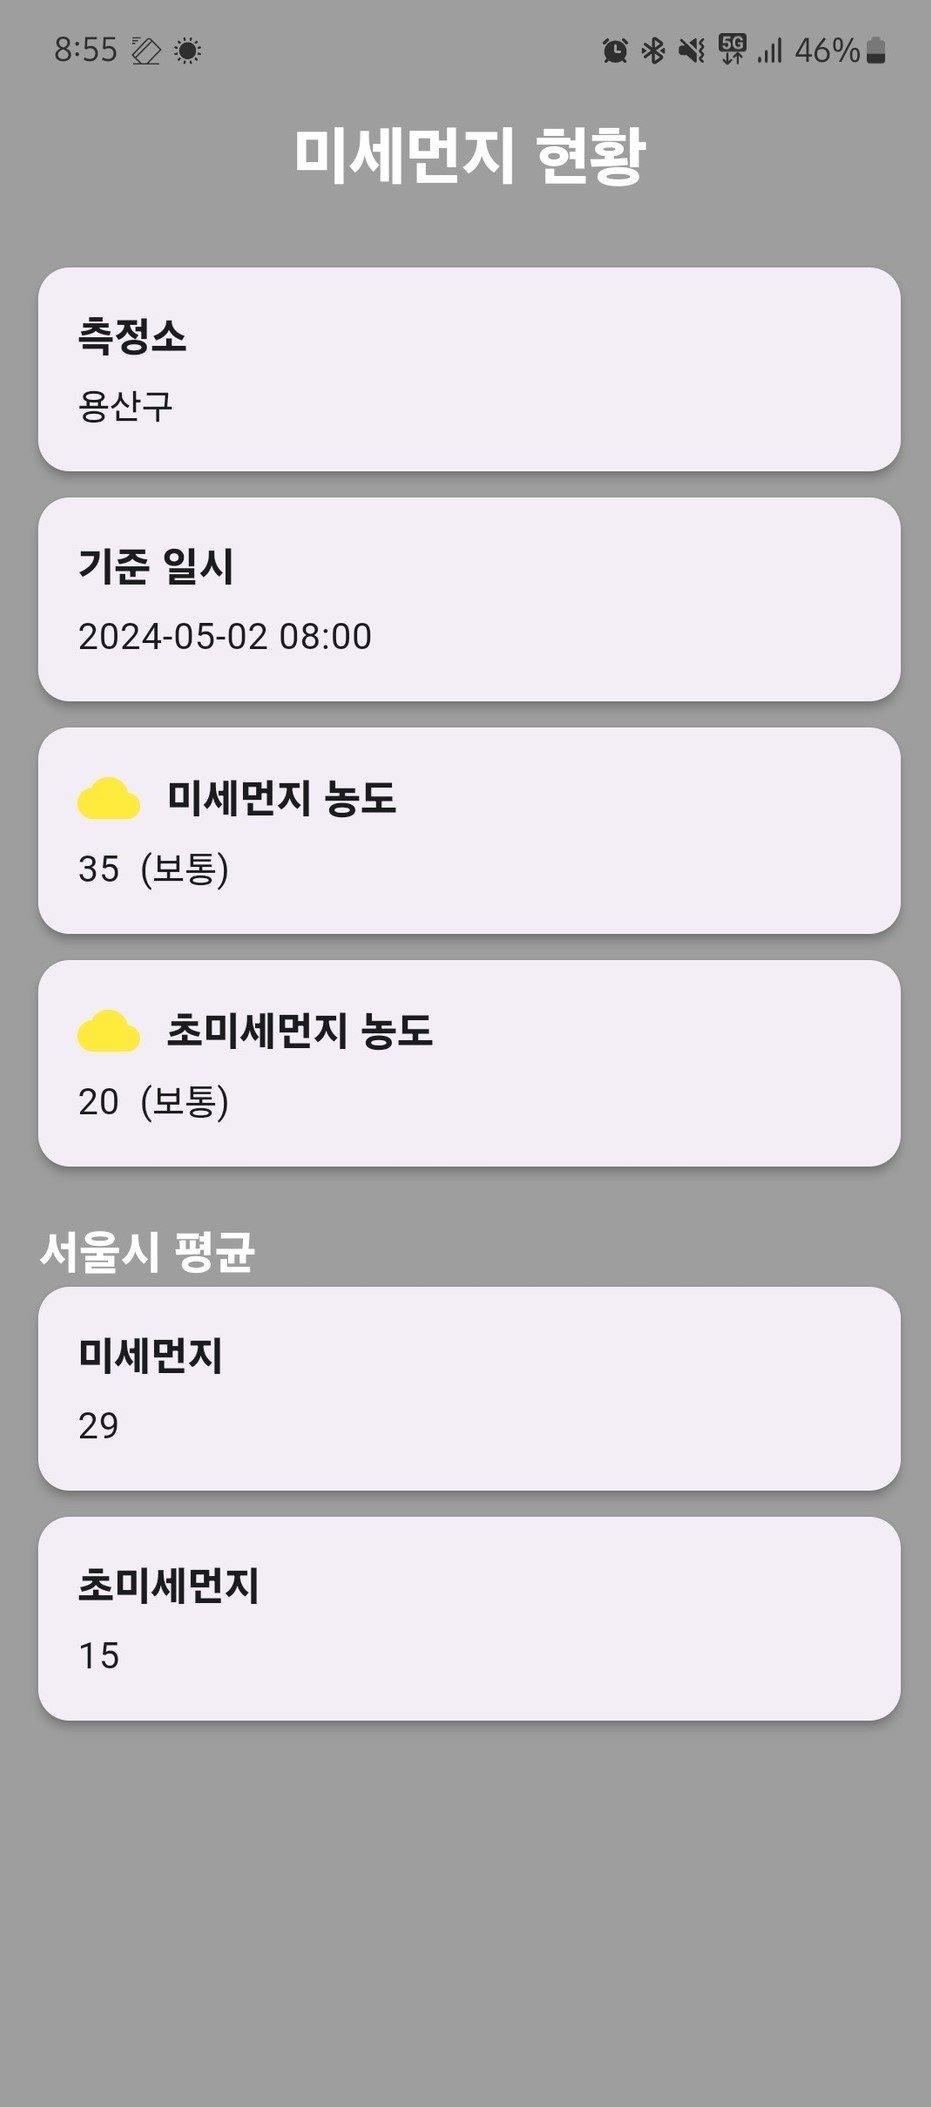 8:55 5G 46%
미세먼지 현황
측정소
용산구
기준 일시
2024-05-02 08:00
미세먼지 농도
35 (보통)
초미세먼지 농도
20 (보통)
서울시 평균
미세먼지
29
초미세먼지
15